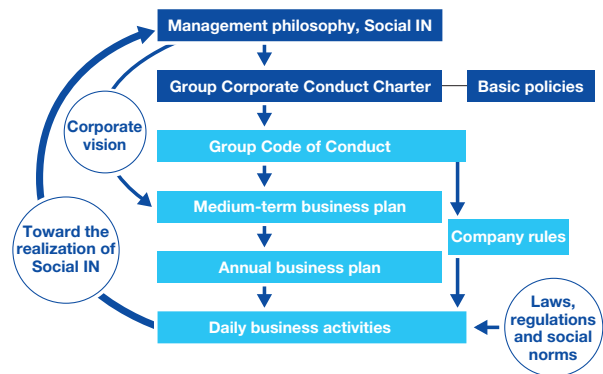 Management philosophy, Social IN
Group Corporate Conduct Charter
Basic policies
Corporate
vision
Group Code of Conduct
Medium-term business plan
Toward the
realization of
Social IN
Company rules
Annual business plan
Laws,
regulations
and social
norms
Daily business activities